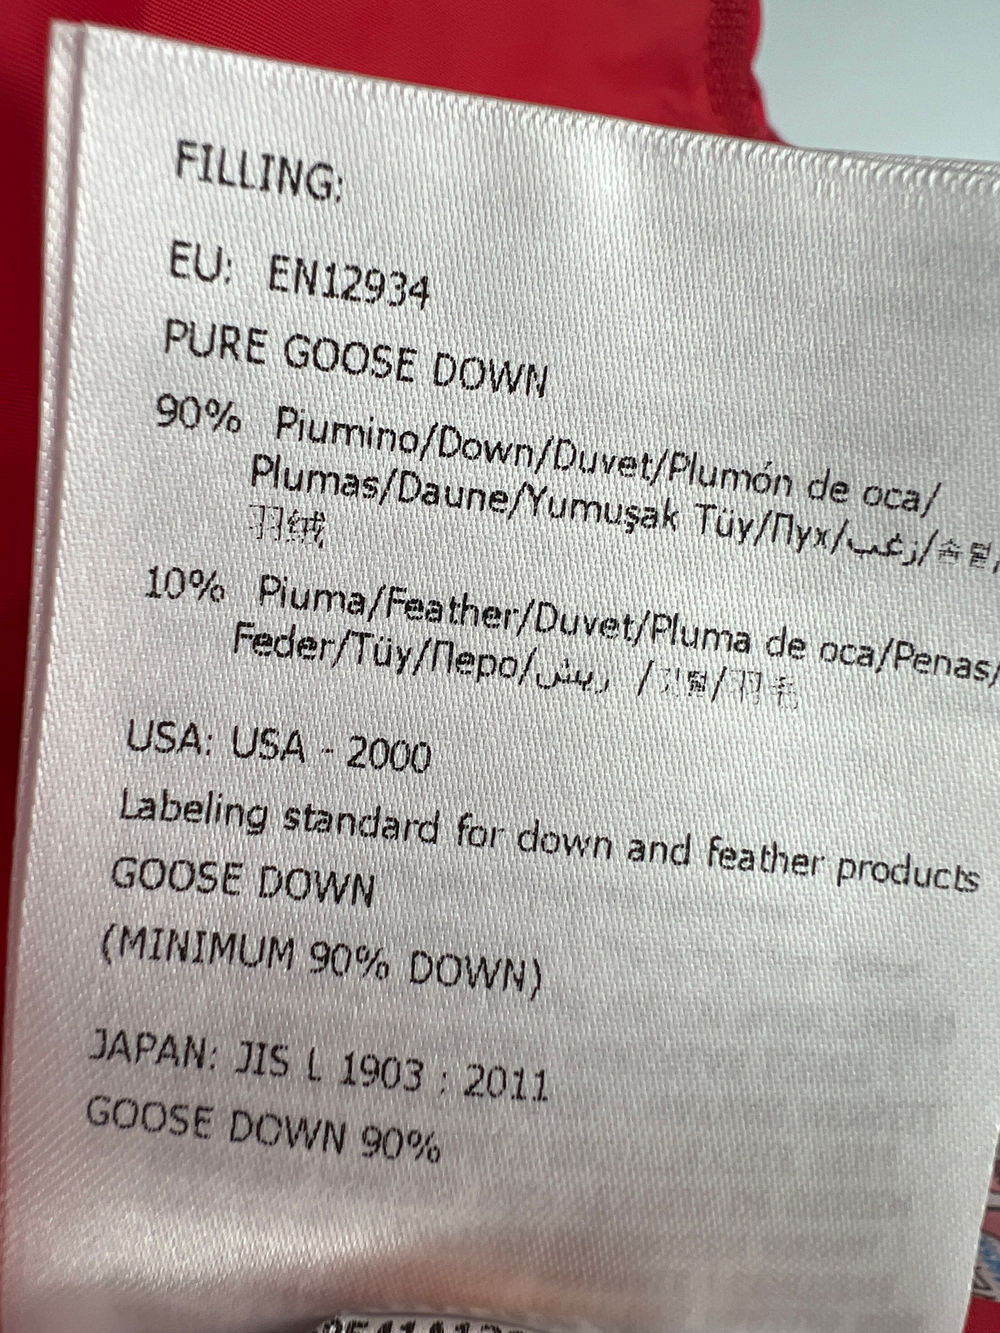 FILLING:
EU: EN12934
PURE GOOSE DOWN
90% Piumino/Down/Duvet/Plumón de oca/
Plumas/Daune/Yumuşak Tüy/Пух/زغب/
羽绒
10% Piuma/Feather/Duvet/Pluma de oca/Penas/
Feder/Tüy/Перо/ريش /
USA: USA - 2000
Labeling standard for down and feather products
GOOSE DOWN
(MINIMUM 90% DOWN)
JAPAN: JIS L 1903 : 2011
GOOSE DOWN 90%